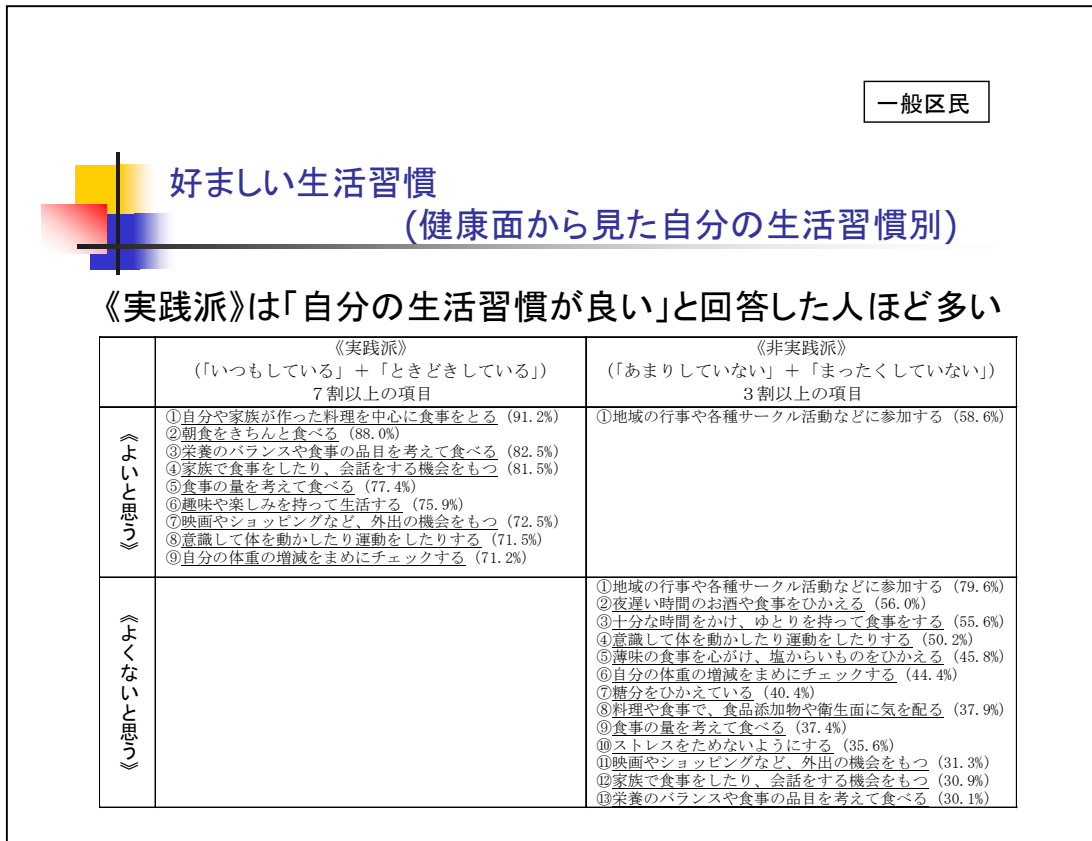 一般区民
好ましい生活習慣
(健康面から見た自分の生活習慣別)
《実践派》は「自分の生活習慣が良い」と回答した人ほど多い
《実践派》
（「いつもしている」＋「ときどきしている」）
７割以上の項目
《非実践派》
（「あまりしていない」＋「まったくしていない」）
３割以上の項目
《よいと思う》
①自分や家族が作った料理を中心に食事をとる (91.2%)
②朝食をきちんと食べる (88.0%)
③栄養のバランスや食事の品目を考えて食べる (82.5%)
④家族で食事をしたり、会話をする機会をもつ (81.5%)
⑤食事の量を考えて食べる (77.4%)
⑥趣味や楽しみを持って生活する (75.9%)
⑦映画やショッピングなど、外出の機会をもつ (72.5%)
⑧意識して体を動かしたり運動をしたりする (71.5%)
⑨自分の体重の増減をまめにチェックする (71.2%)
①地域の行事や各種サークル活動などに参加する (58.6%)
《よくないと思う》
①地域の行事や各種サークル活動などに参加する (79.6%)
②夜遅い時間のお酒や食事をひかえる (56.0%)
③十分な時間をかけ、ゆとりを持って食事をする (55.6%)
④意識して体を動かしたり運動をしたりする (50.2%)
⑤薄味の食事を心がけ、塩からいものをひかえる (45.8%)
⑥自分の体重の増減をまめにチェックする (44.4%)
⑦糖分をひかえている (40.4%)
⑧料理や食事で、食品添加物や衛生面に気を配る (37.9%)
⑨食事の量を考えて食べる (37.4%)
⑩ストレスをためないようにする (35.6%)
⑪映画やショッピングなど、外出の機会をもつ (31.3%)
⑫家族で食事をしたり、会話をする機会をもつ (30.9%)
⑬栄養のバランスや食事の品目を考えて食べる (30.1%)